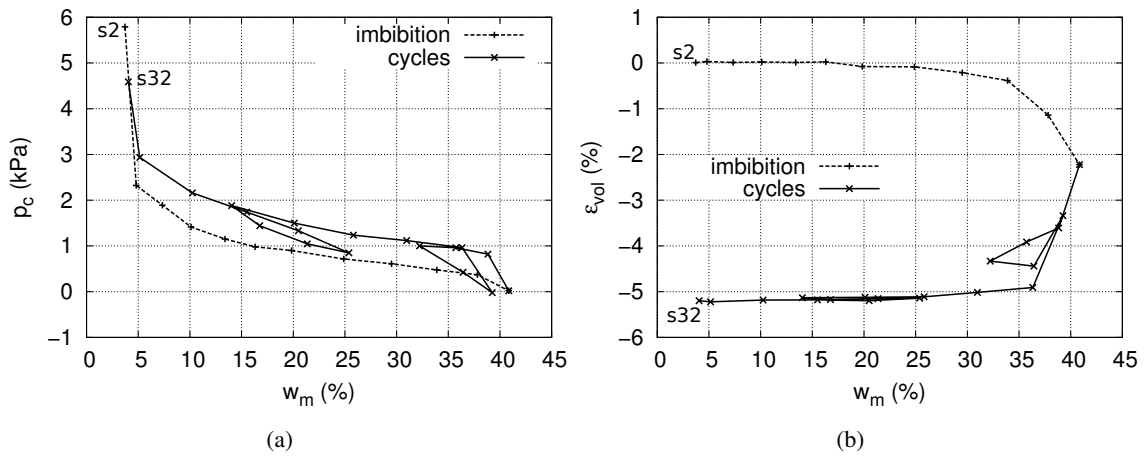 6
5
4
3
2
1
0
−1
0 5 10 15 20 25 30 35 40 45
p_c (kPa)
w_m (%)
s2
s32
imbibition
cycles
(a)
1
0
−1
−2
−3
−4
−5
−6
0 5 10 15 20 25 30 35 40 45
ε_vol (%)
w_m (%)
s2
imbibition
cycles
s32
(b)